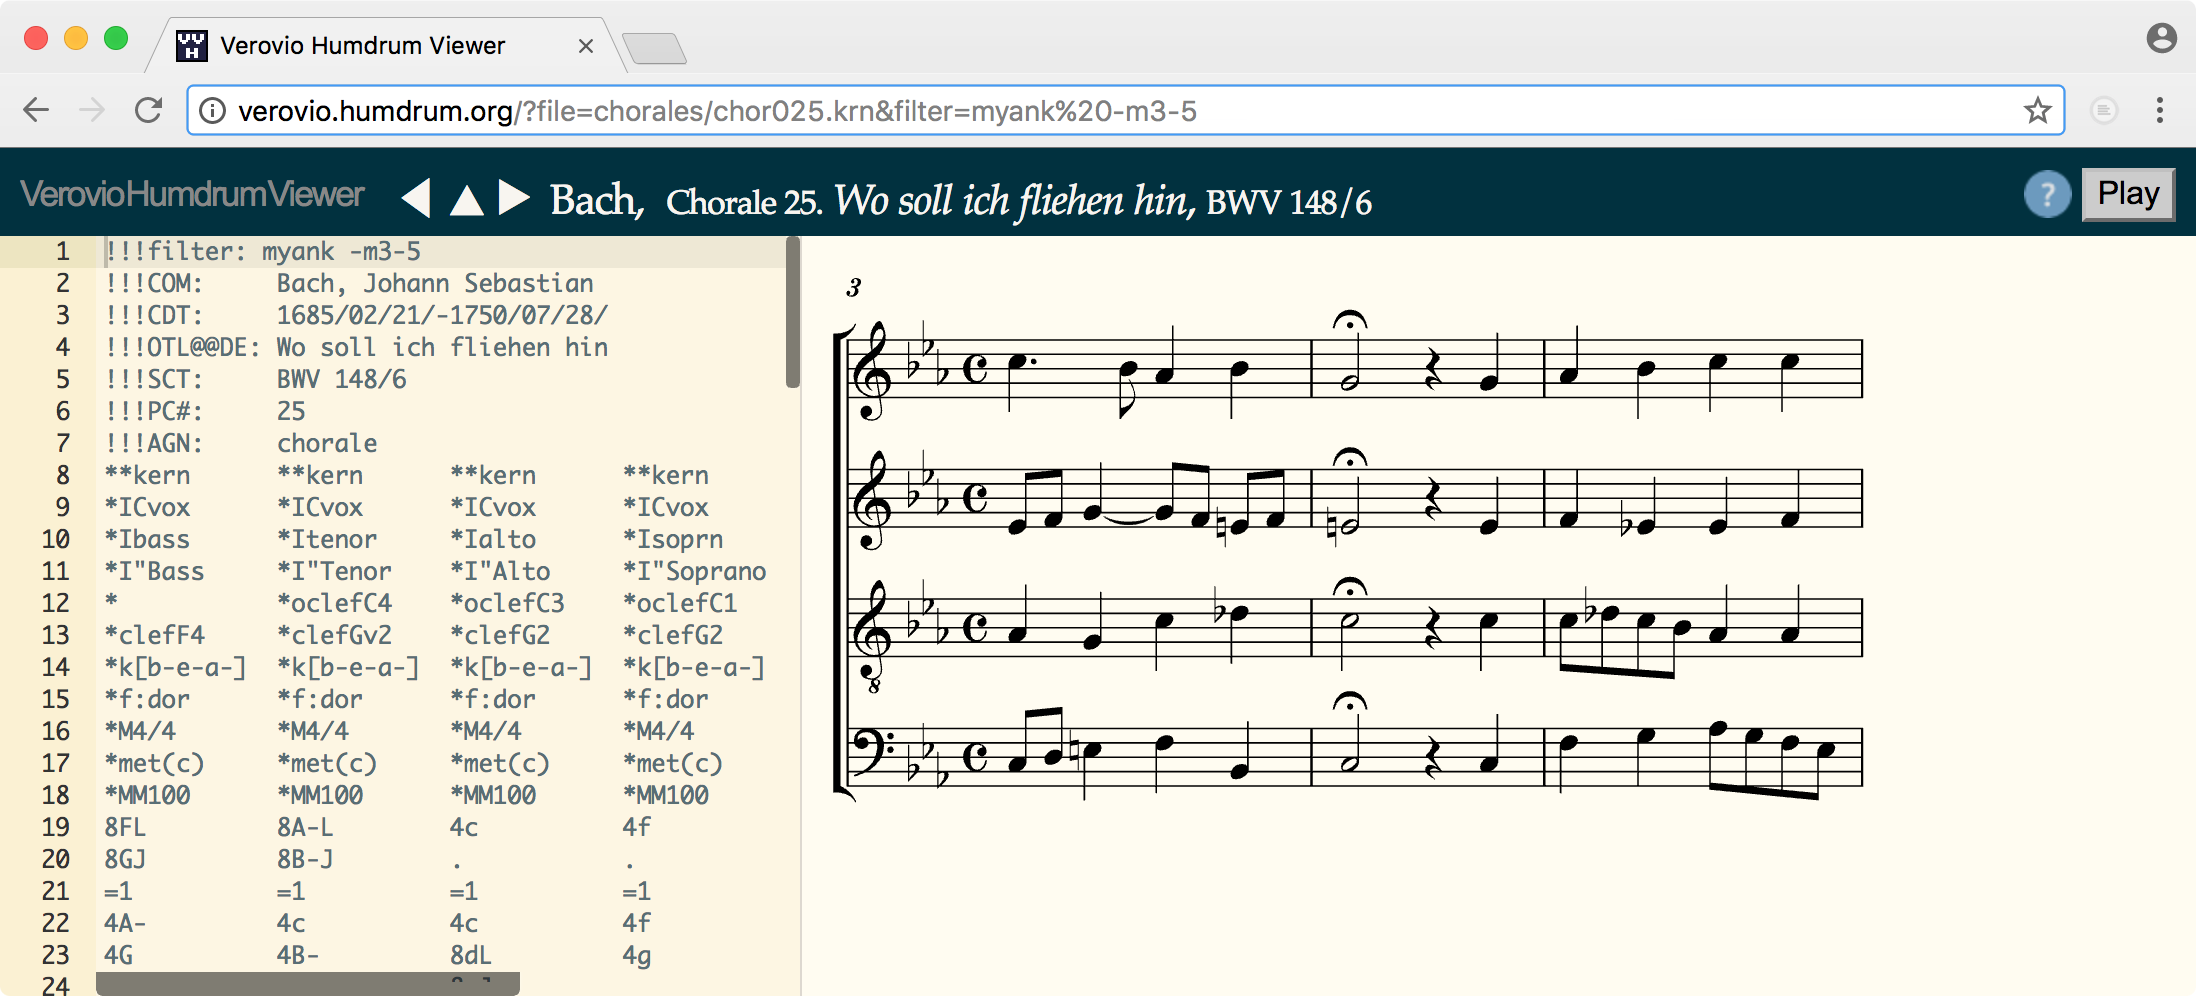 Verovio Humdrum Viewer
verovio.humdrum.org/?file=chorales/chor025.krn&filter=myank%20-m3-5
VerovioHumdrumViewer Bach, Chorale 25. Wo soll ich fliehen hin, BWV 148/6 ? Play
1 !!!filter: myank -m3-5
2 !!!COM: Bach, Johann Sebastian
3 !!!CDT: 1685/02/21/-1750/07/28/
4 !!!OTL@@DE: Wo soll ich fliehen hin
5 !!!SCT: BWV 148/6
6 !!!PC#: 25
7 !!!AGN: chorale
8 **kern **kern **kern **kern
9 *ICvox *ICvox *ICvox *ICvox
10 *Ibass *Itenor *Ialto *Isoprn
11 *I"Bass *I"Tenor *I"Alto *I"Soprano
12 * *oclefC4 *oclefC3 *oclefC1
13 *clefF4 *clefGv2 *clefG2 *clefG2
14 *k[b-e-a-] *k[b-e-a-] *k[b-e-a-] *k[b-e-a-]
15 *f:dor *f:dor *f:dor *f:dor
16 *M4/4 *M4/4 *M4/4 *M4/4
17 *met(c) *met(c) *met(c) *met(c)
18 *MM100 *MM100 *MM100 *MM100
19 8FL 8A-L 4c 4f
20 8GJ 8B-J . .
21 =1 =1 =1 =1
22 4A- 4c 4c 4f
23 4G 4B- 8dL 4g
24
3
8